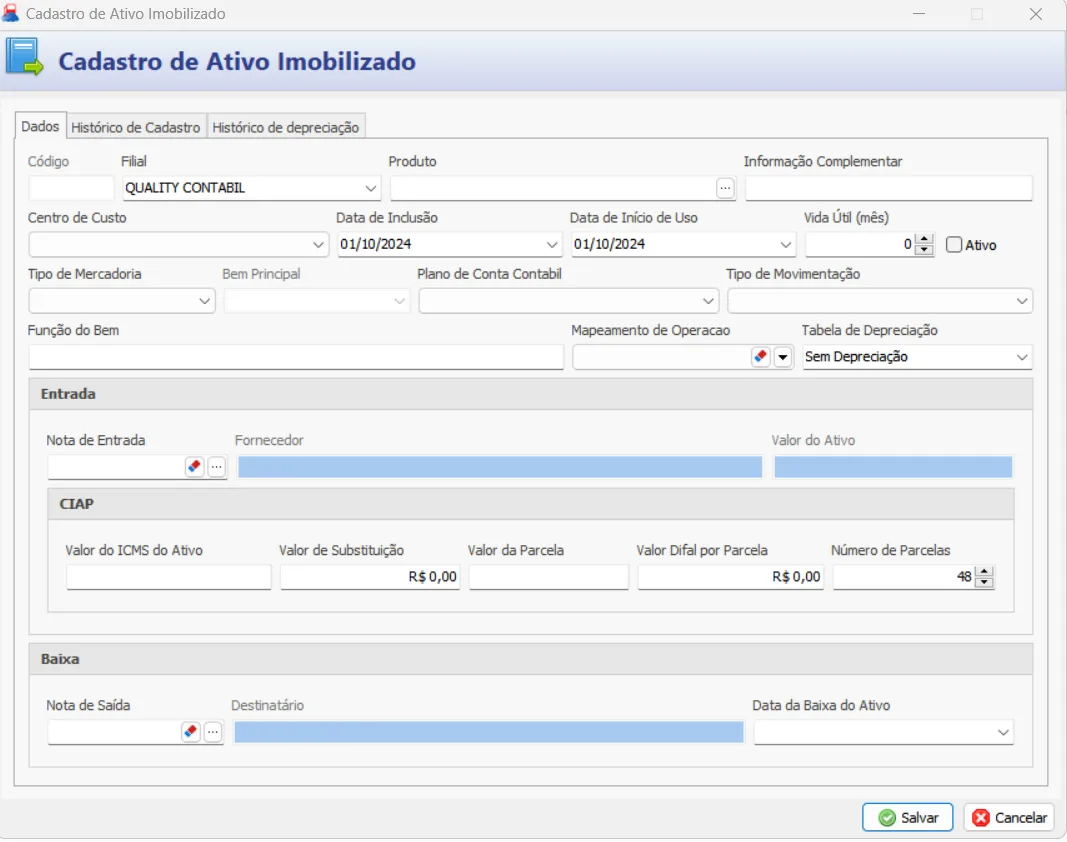 Cadastro de Ativo Imobilizado
Cadastro de Ativo Imobilizado
Dados Histórico de Cadastro Histórico de depreciação
Código Filial Produto Informação Complementar
QUALITY CONTABIL ...
Centro de Custo Data de Inclusão Data de Início de Uso Vida Útil (mês)
01/10/2024 01/10/2024 0 Ativo
Tipo de Mercadoria Bem Principal Plano de Conta Contabil Tipo de Movimentação
Função do Bem Mapeamento de Operacao Tabela de Depreciação
Sem Depreciação
Entrada
Nota de Entrada Fornecedor Valor do Ativo
...
CIAP
Valor do ICMS do Ativo Valor de Substituição Valor da Parcela Valor Difal por Parcela Número de Parcelas
R$ 0,00 R$ 0,00 48
Baixa
Nota de Saída Destinatário Data da Baixa do Ativo
...
Salvar Cancelar